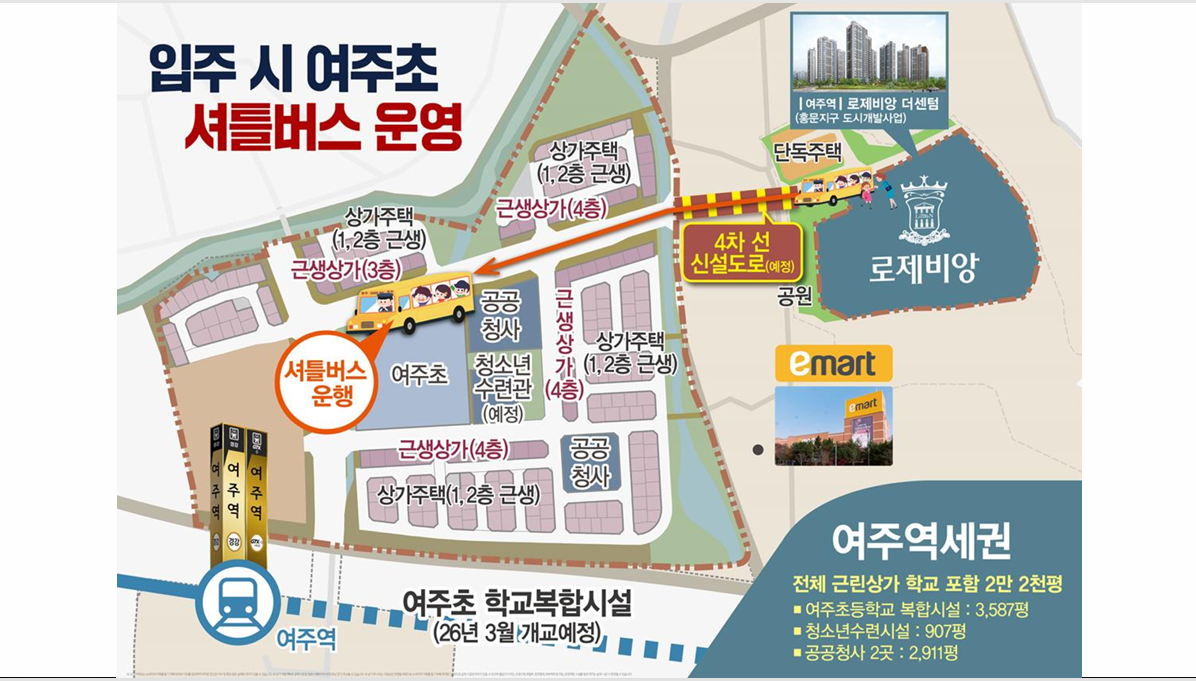 입주 시 여주초
셔틀버스 운영
| 여주역 | 로제비앙 더센텀
(홍문지구 도시개발사업)
단독주택
상가주택
(1, 2층 근생)
근생상가(4층)
상가주택
(1, 2층 근생)
근생상가(3층)
4차 선
신설도로(예정)
로제비앙
공원
공공
청사
근생상가
(4층)
상가주택
(1, 2층 근생)
여주초
청소년
수련관
(예정)
셔틀버스
운행
emart
emart
근생상가(4층)
공공
청사
상가주택(1, 2층 근생)
여주역
여주역
경강
여주역
여주역
여주초 학교복합시설
(26년 3월 개교예정)
여주역세권
전체 근린상가 학교 포함 2만 2천평
▪ 여주초등학교 복합시설 : 3,587평
▪ 청소년수련시설 : 907평
▪ 공공청사 2곳 : 2,911평